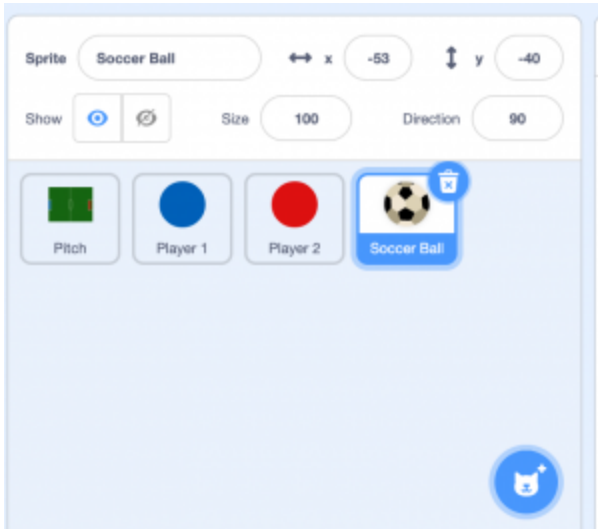 Sprite Soccer Ball x -53 y -40
Show Size 100 Direction 90
Pitch Player 1 Player 2 Soccer Ball